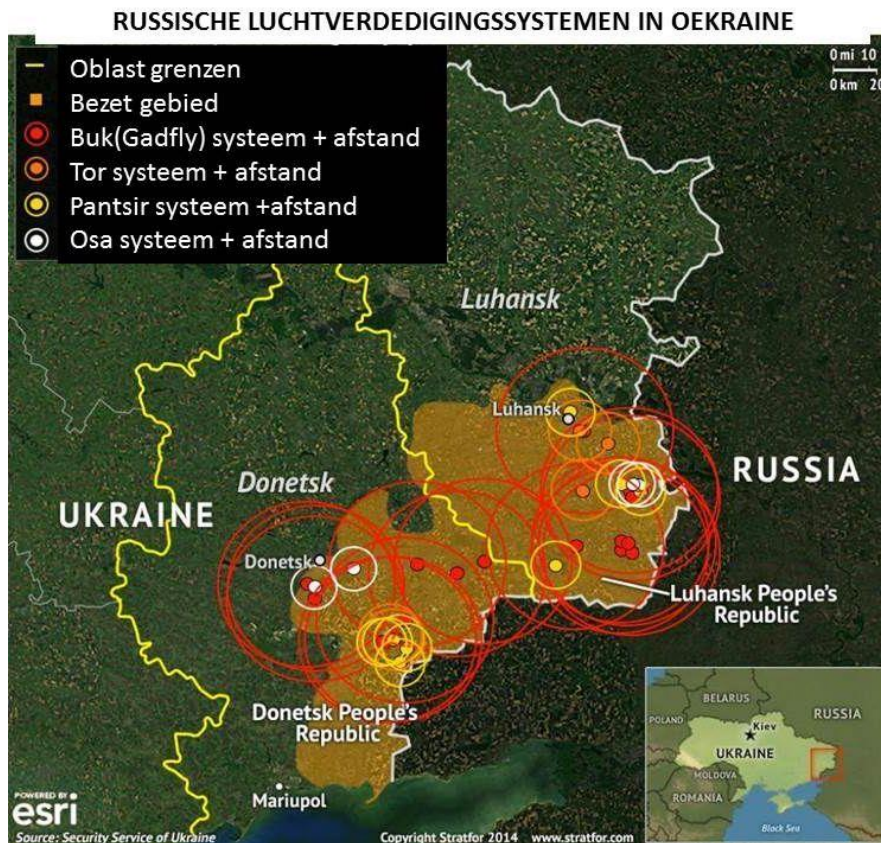 RUSSISCHE LUCHTVERDEDIGINGSSYSTEMEN IN OEKRAINE
Oblast grenzen
Bezet gebied
Buk(Gadfly) systeem + afstand
Tor systeem + afstand
Pantsir systeem +afstand
Osa systeem + afstand
0 mi 10
0 km 20
Luhansk
Luhansk
RUSSIA
Donetsk
UKRAINE
Donetsk
Luhansk People's
Republic
Donetsk People's
Republic
Mariupol
BELARUS
POLAND
Kiev
RUSSIA
UKRAINE
MOLDOVA
ROMANIA
Black Sea
POWERED BY
esri
Source: Security Service of Ukraine
Copyright Stratfor 2014 www.stratfor.com